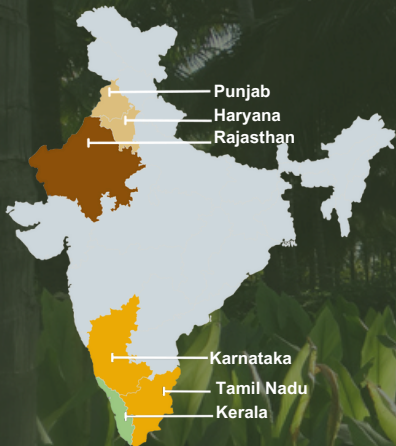 Punjab
Haryana
Rajasthan
Karnataka
Tamil Nadu
Kerala